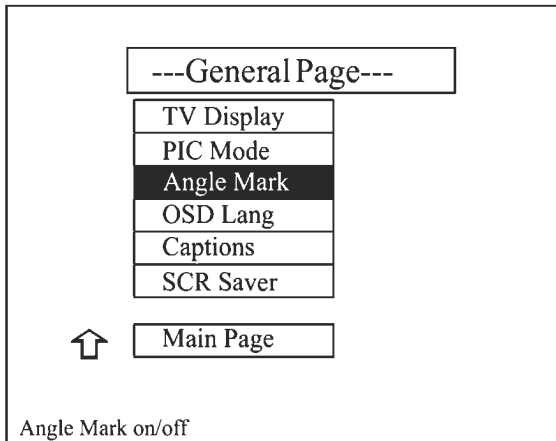 ---General Page---
TV Display
PIC Mode
Angle Mark
OSD Lang
Captions
SCR Saver
Main Page
Angle Mark on/off